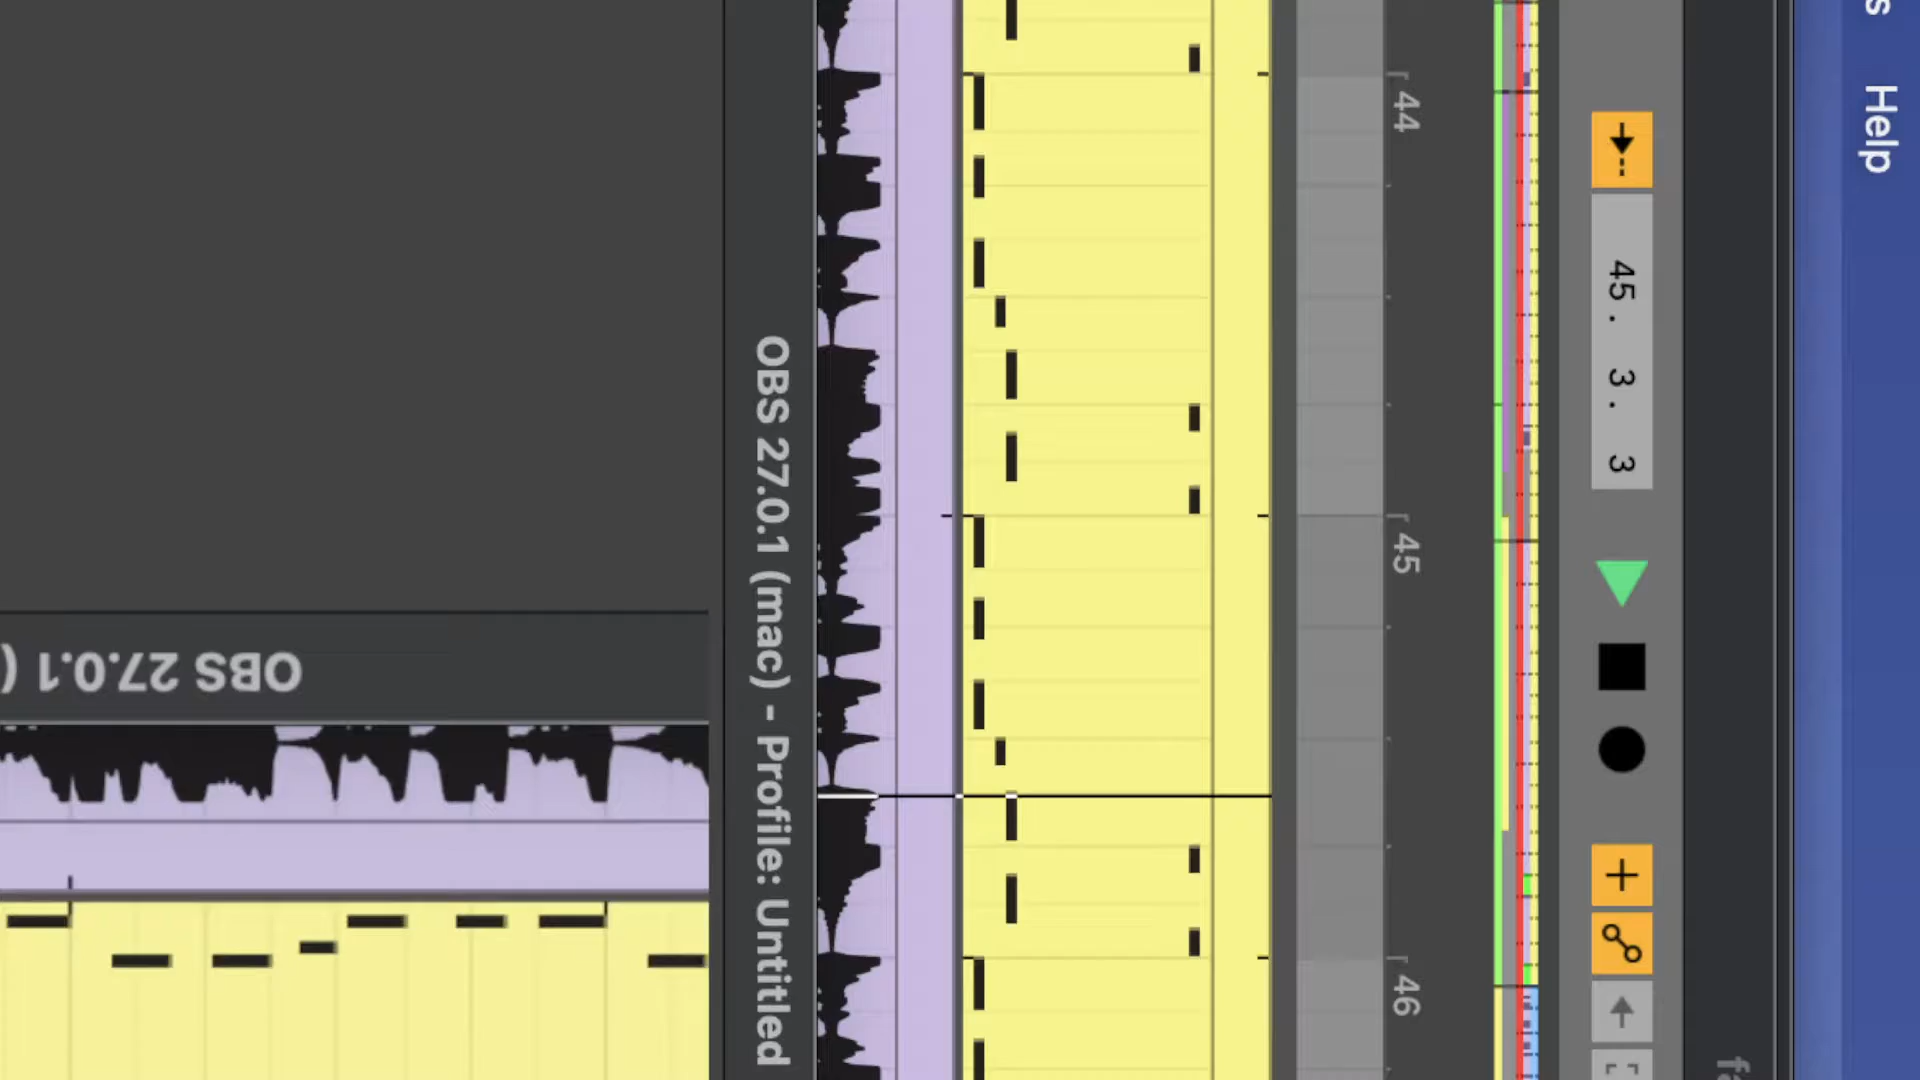 s Help
45. 3. 3
44
45
46
OBS 27.0.1 (mac) - Profile: Untitled
OBS 27.0.1 (